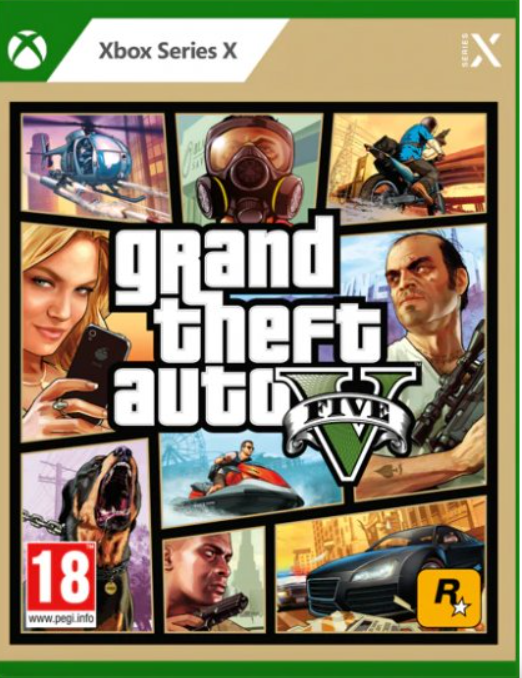 Xbox Series X
SERIES X
grand
theft
auto V
FIVE
18
www.pegi.info
R